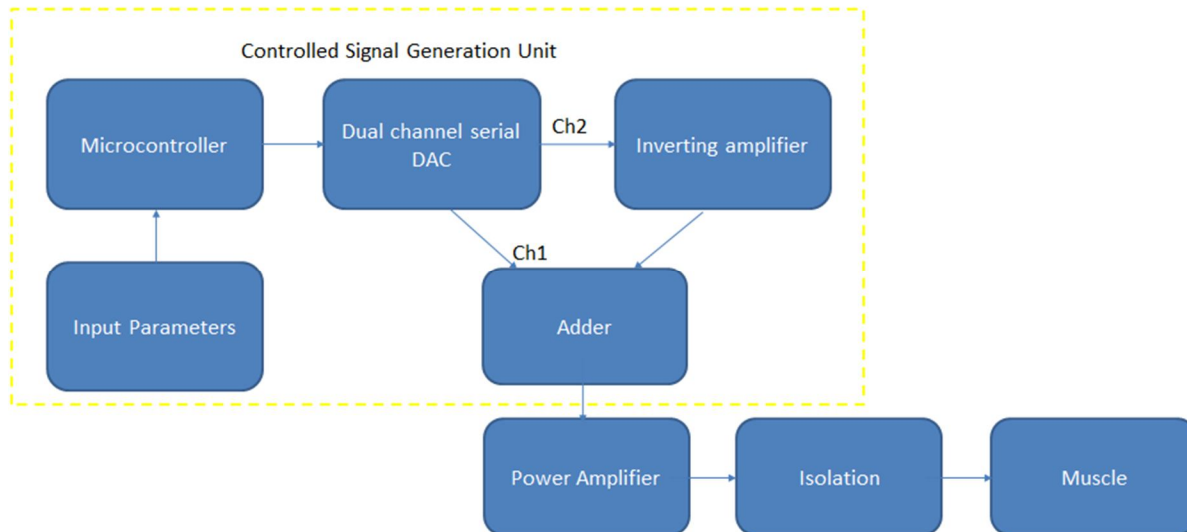 Controlled Signal Generation Unit
Microcontroller
Dual channel serial
DAC
Ch2
Inverting amplifier
Ch1
Input Parameters
Adder
Power Amplifier
Isolation
Muscle